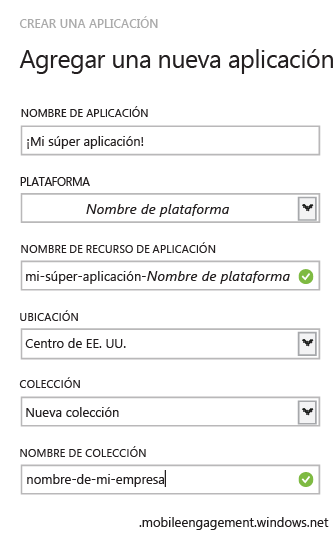 CREAR UNA APLICACIÓN
Agregar una nueva aplicación
NOMBRE DE APLICACIÓN
¡Mi súper aplicación!
PLATAFORMA
Nombre de plataforma
NOMBRE DE RECURSO DE APLICACIÓN
mi-súper-aplicación-Nombre de plataforma
UBICACIÓN
Centro de EE. UU.
COLECCIÓN
Nueva colección
NOMBRE DE COLECCIÓN
nombre-de-mi-empresa
.mobileengagement.windows.net